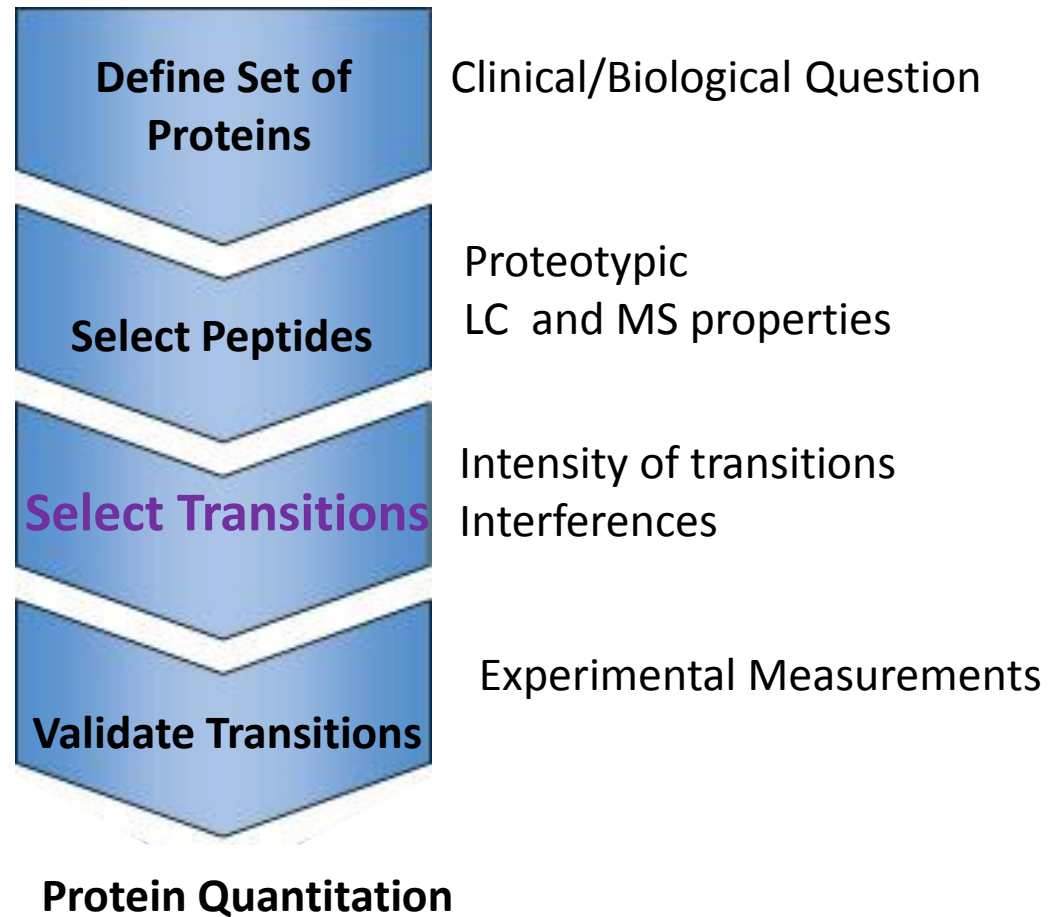 Define Set of
Proteins
Clinical/Biological Question
Select Peptides
Proteotypic
LC and MS properties
Select Transitions
Intensity of transitions
Interferences
Validate Transitions
Experimental Measurements
Protein Quantitation